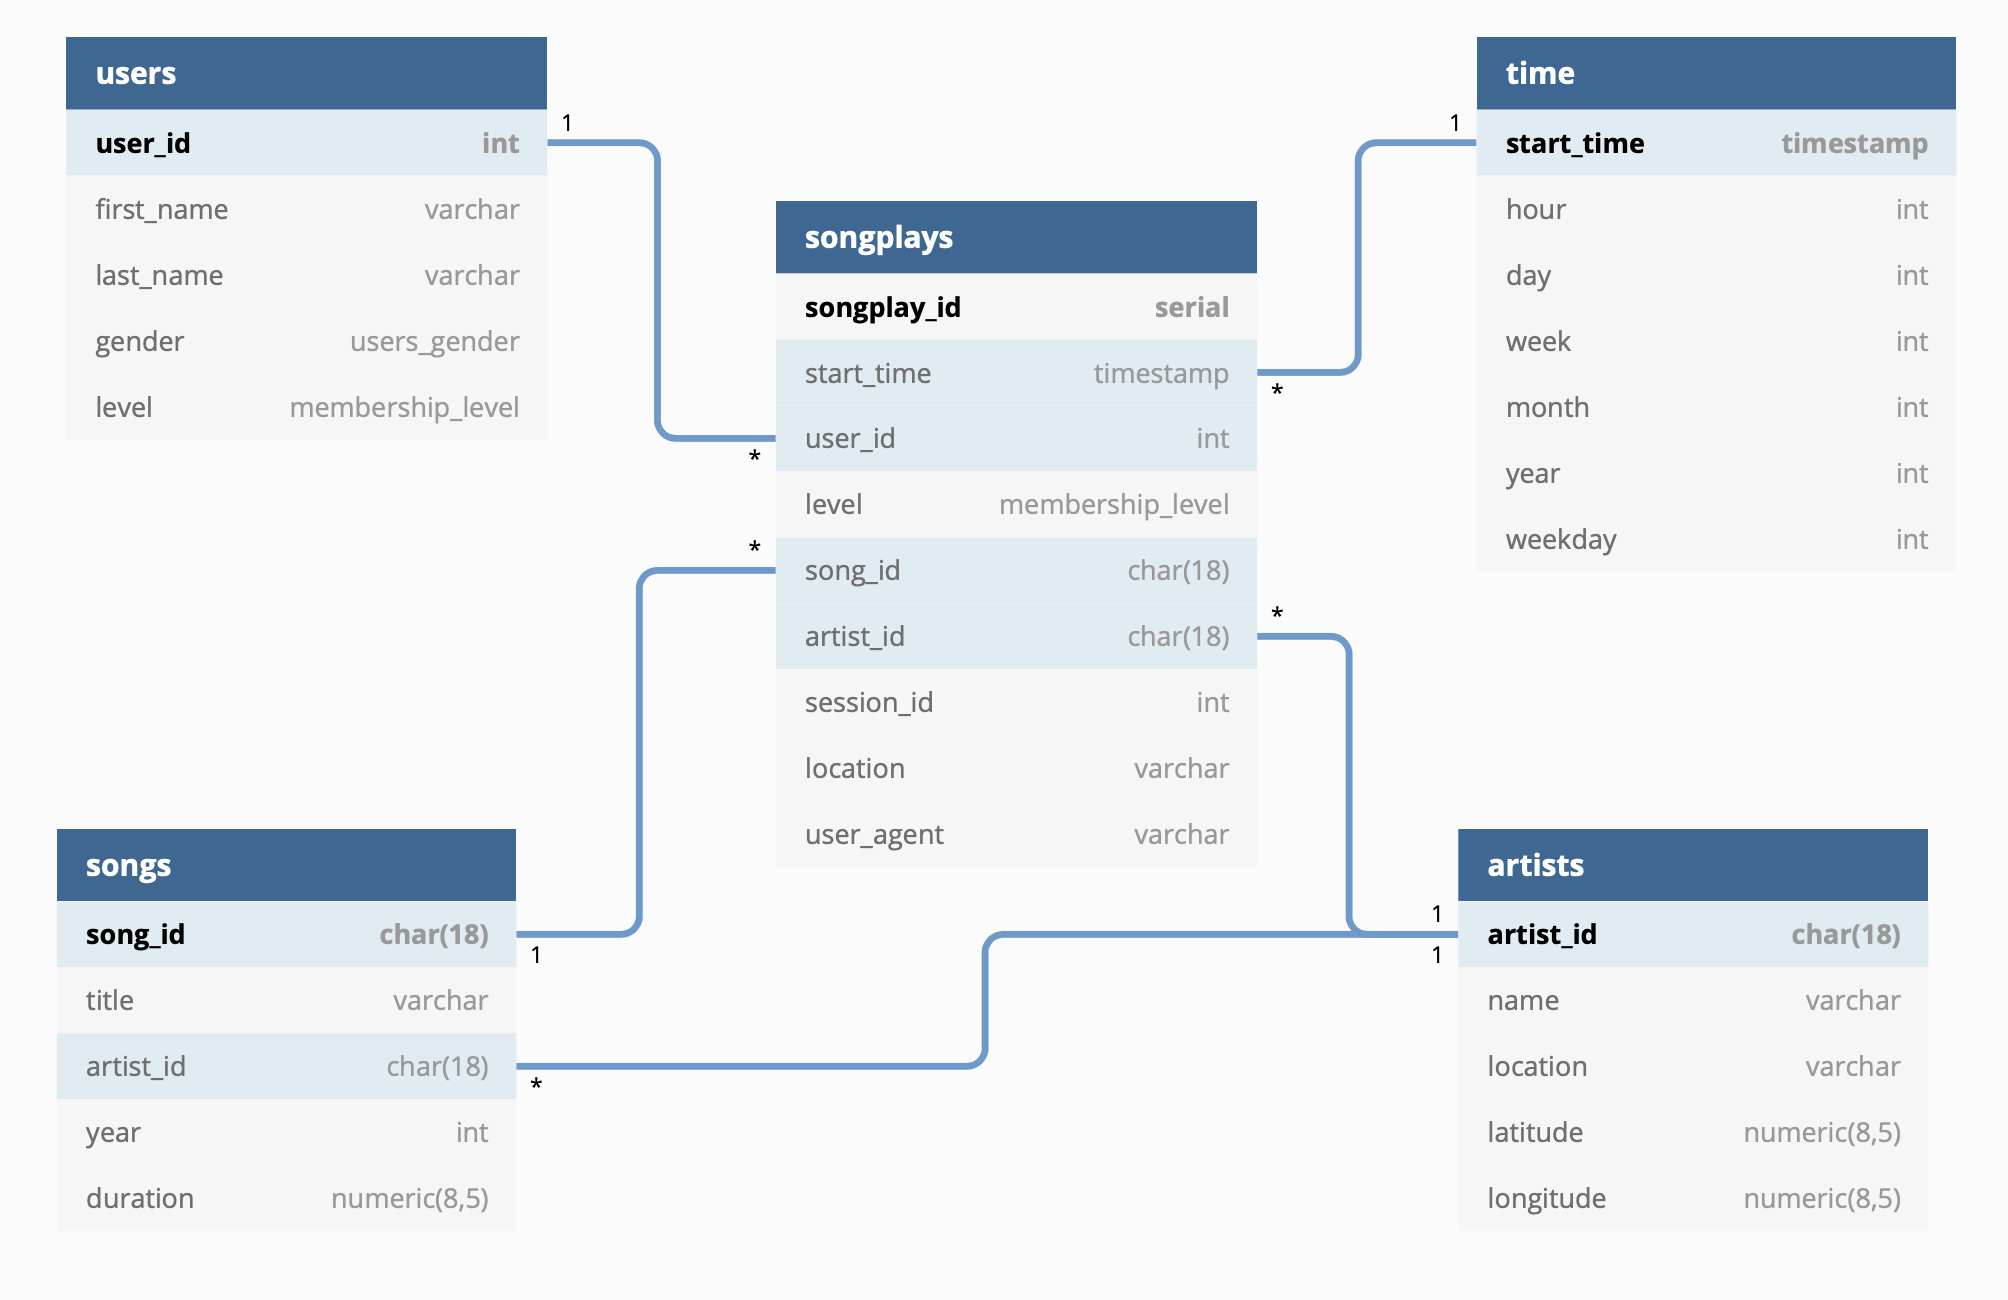 users
user_id int
first_name varchar
last_name varchar
gender users_gender
level membership_level
1
*
songplays
songplay_id serial
start_time timestamp
user_id int
level membership_level
song_id char(18)
artist_id char(18)
session_id int
location varchar
user_agent varchar
*
*
*
time
1
start_time timestamp
hour int
day int
week int
month int
year int
weekday int
songs
song_id char(18)
title varchar
artist_id char(18)
year int
duration numeric(8,5)
1
*
artists
1
1
artist_id char(18)
name varchar
location varchar
latitude numeric(8,5)
longitude numeric(8,5)